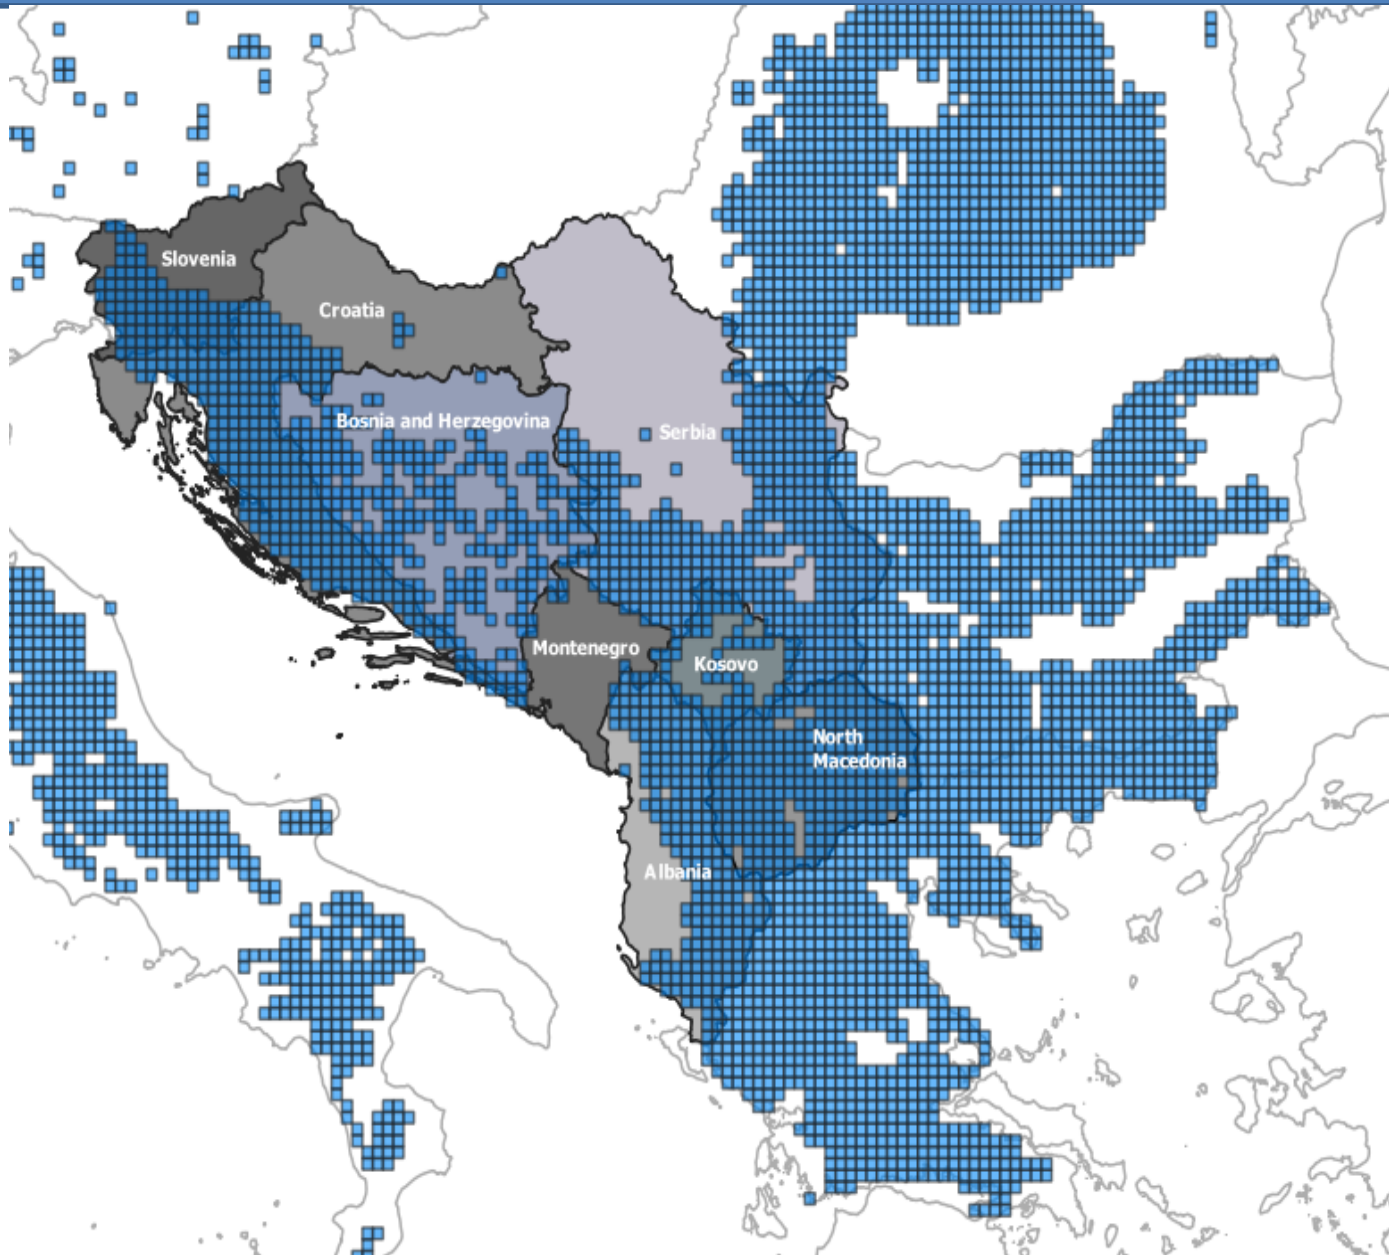 Slovenia
Croatia
Bosnia and Herzegovina
Serbia
Montenegro
Kosovo
North
Macedonia
Albania